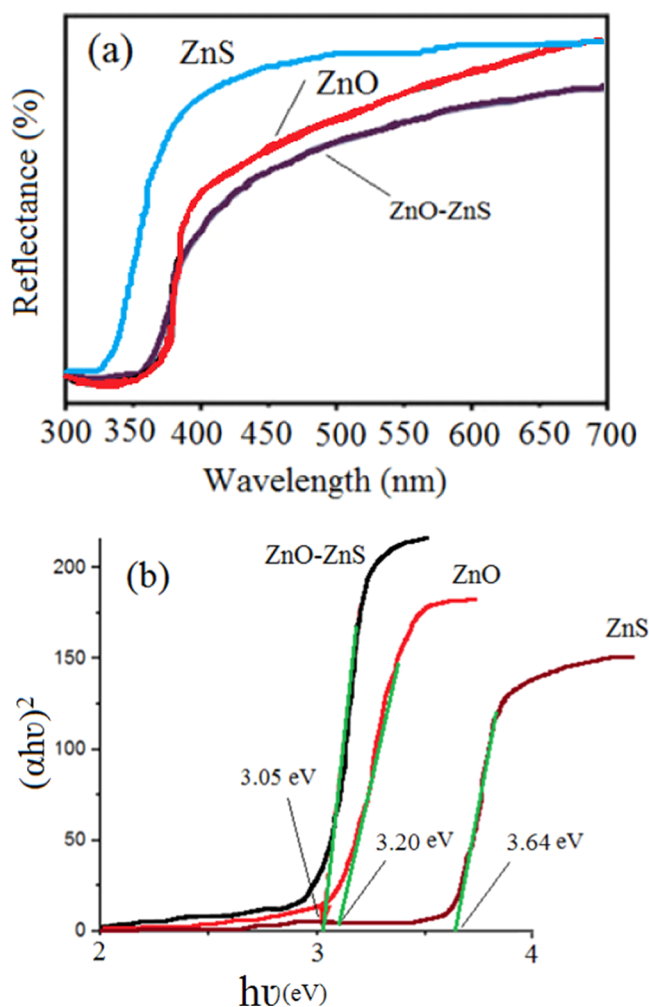 (a)
ZnS
ZnO
ZnO-ZnS
Reflectance (%)
300 350 400 450 500 550 600 650 700
Wavelength (nm)
(b)
ZnO-ZnS
ZnO
ZnS
200
150
100
50
0
(αhυ)²
3.05 eV
3.20 eV
3.64 eV
2 3 4
hυ(eV)